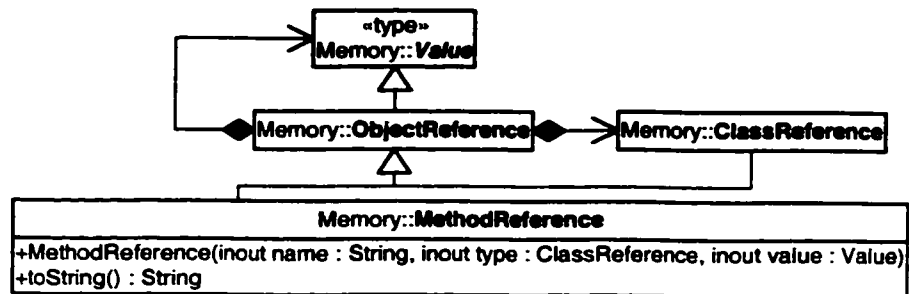 «type»
Memory::Value
Memory::ObjectReference
Memory::ClassReference
Memory::MethodReference
+MethodReference(inout name : String, inout type : ClassReference, inout value : Value)
+toString() : String